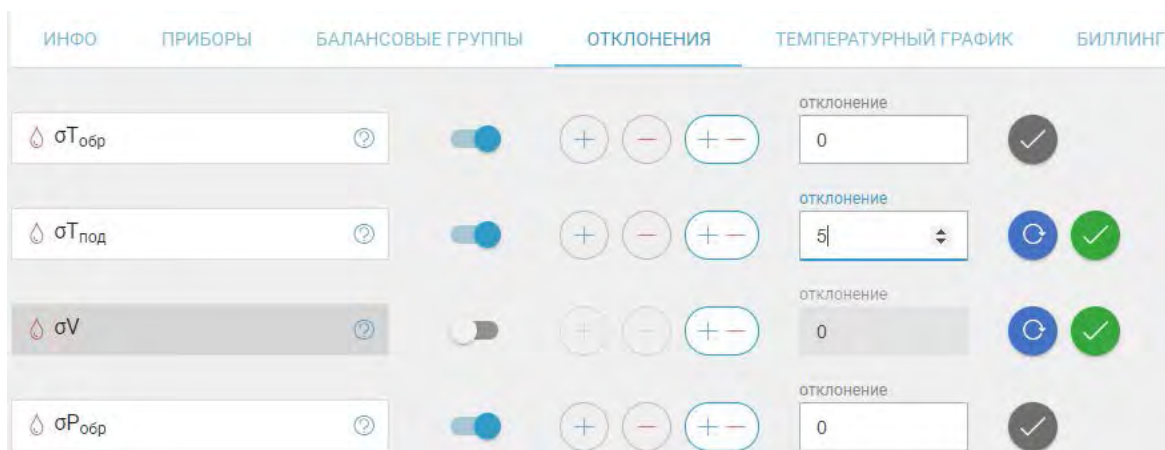 ИНФО ПРИБОРЫ БАЛАНСОВЫЕ ГРУППЫ ОТКЛОНЕНИЯ ТЕМПЕРАТУРНЫЙ ГРАФИК БИЛЛИНГ
отклонение
σTобр 0
отклонение
σTпод 5
отклонение
σV 0
отклонение
σPобр 0